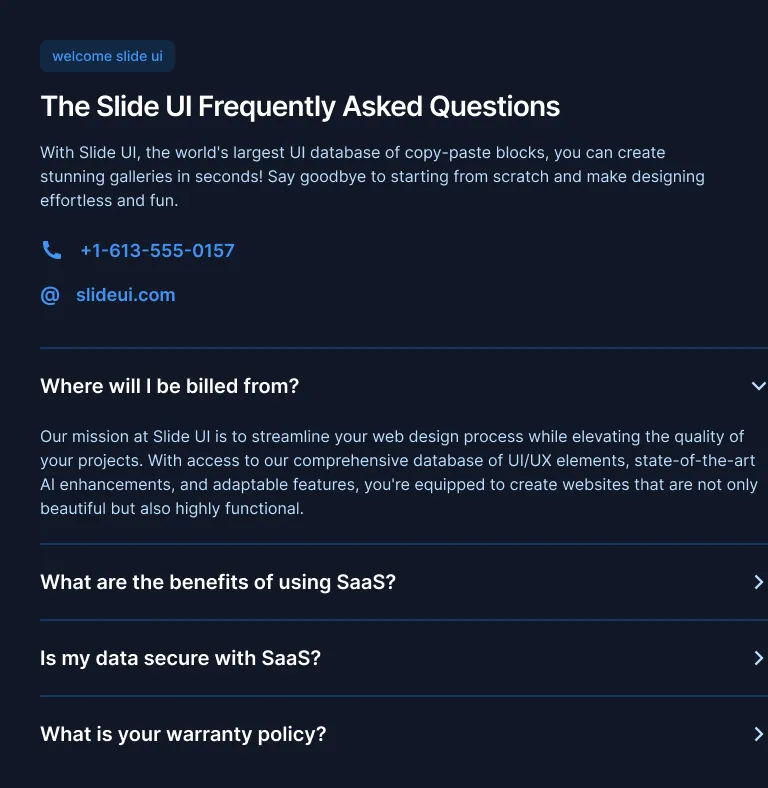 welcome slide ui
The Slide UI Frequently Asked Questions
With Slide UI, the world's largest UI database of copy-paste blocks, you can create
stunning galleries in seconds! Say goodbye to starting from scratch and make designing
effortless and fun.
+1-613-555-0157
@ slideui.com
Where will I be billed from?
Our mission at Slide UI is to streamline your web design process while elevating the quality of
your projects. With access to our comprehensive database of UI/UX elements, state-of-the-art
AI enhancements, and adaptable features, you're equipped to create websites that are not only
beautiful but also highly functional.
What are the benefits of using SaaS?
Is my data secure with SaaS?
What is your warranty policy?